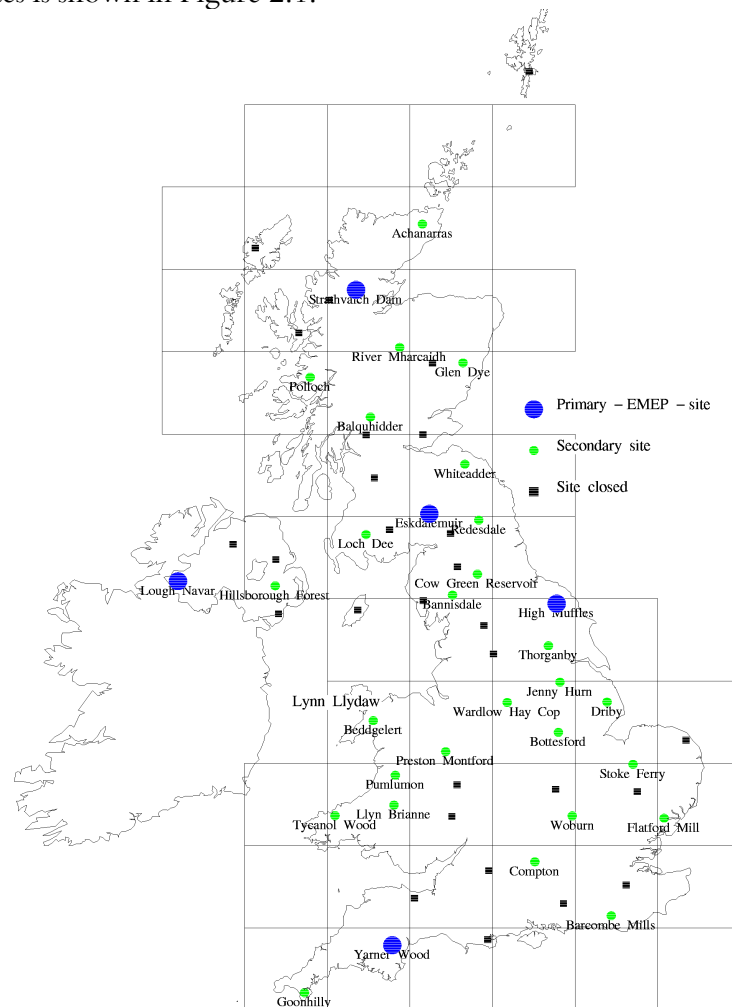 tes is shown in Figure 2.1.
Achanarras
Strathvaich Dam
River Mharcaidh
Glen Dye
Polloch
Primary – EMEP – site
Balquhidder
Secondary site
Whiteadder
Site closed
Eskdalemuir
Redesdale
Loch Dee
Cow Green Reservoir
Lough Navar
Hillsborough Forest
Bannisdale
High Muffles
Thorganby
Jenny Hurn
Lynn Llydaw
Wardlow Hay Cop
Driby
Beddgelert
Bottesford
Preston Montford
Stoke Ferry
Pumlumon
Llyn Brianne
Tycanol Wood
Woburn
Flatford Mill
Compton
Barcombe Mills
Yarner Wood
Goonhilly